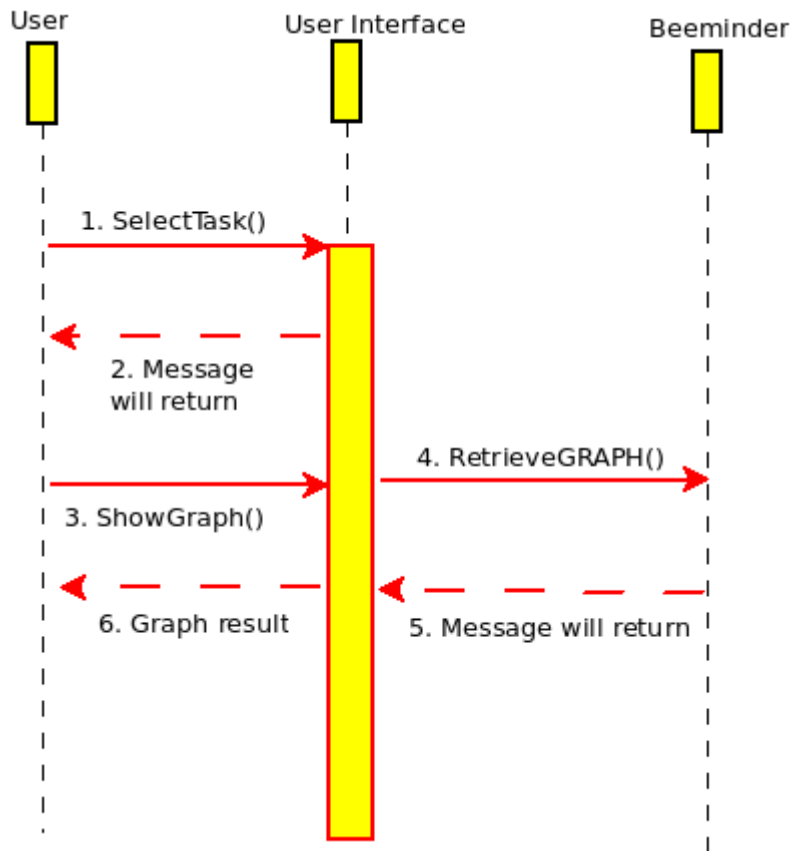 User
User Interface
Beeminder
1. SelectTask()
2. Message
will return
4. RetrieveGRAPH()
3. ShowGraph()
6. Graph result
5. Message will return